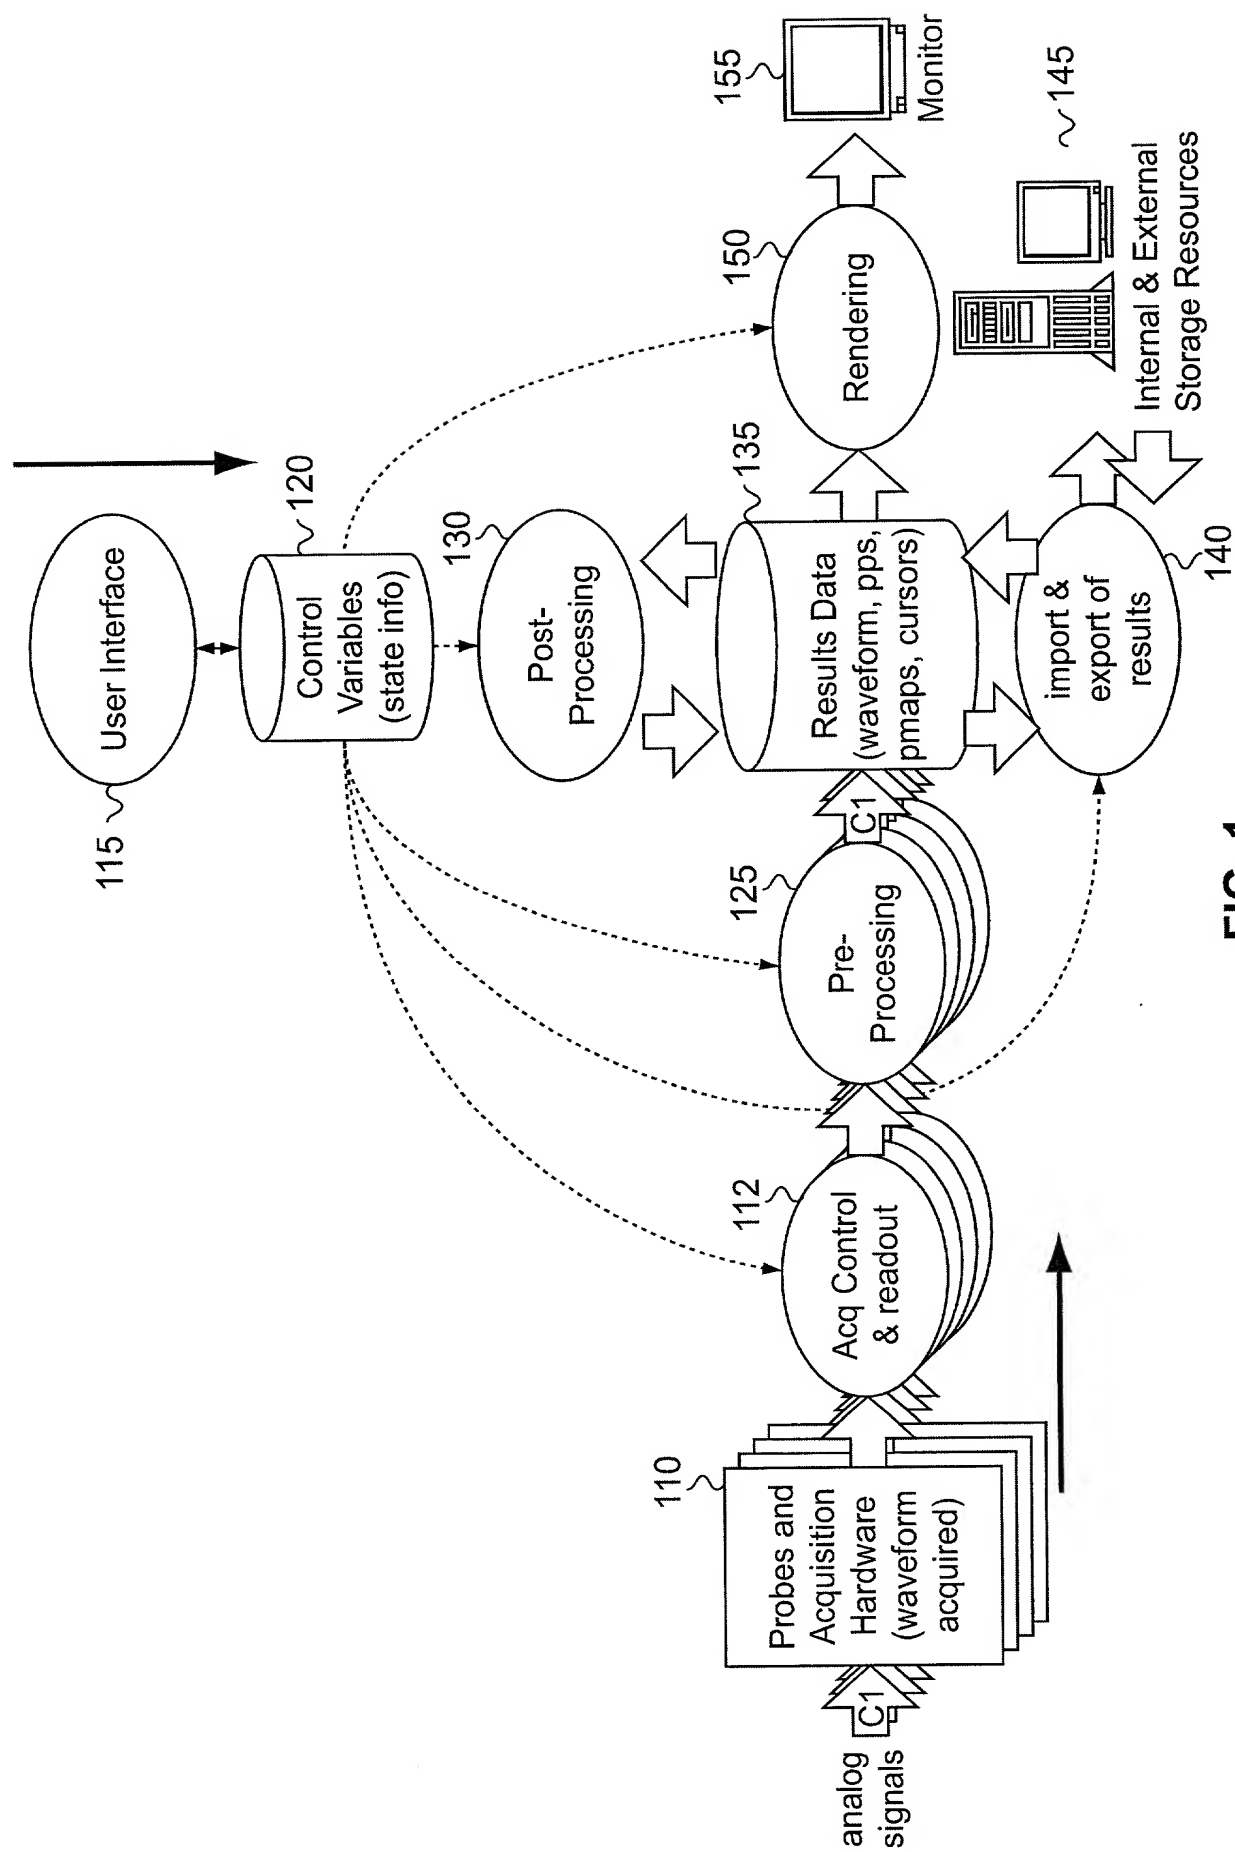 115
User Interface
120
Control
Variables
(state info)
130
Post-
Processing
analog
signals
C1
110
Probes and
Acquisition
Hardware
(waveform
acquired)
112
Acq Control
& readout
125
Pre-
Processing
C1
135
Results Data
(waveform, pps,
pmaps, cursors)
150
Rendering
155
Monitor
140
import &
export of
results
145
Internal & External
Storage Resources